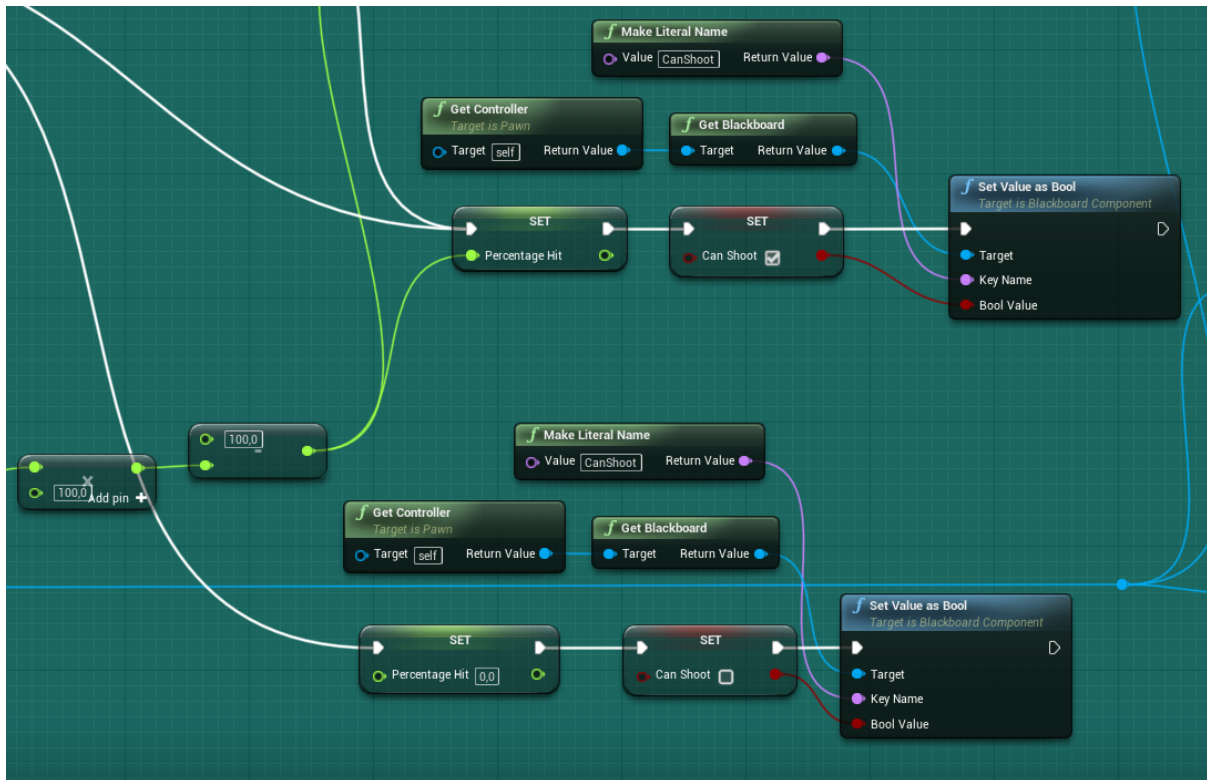 Make Literal Name
Value CanShoot Return Value
Get Controller
Target is Pawn
Target self Return Value
Get Blackboard
Target Return Value
Set Value as Bool
Target is Blackboard Component
Target
Key Name
Bool Value
SET
Percentage Hit
SET
Can Shoot
100,0
-
×
100,0 Add pin +
Make Literal Name
Value CanShoot Return Value
Get Controller
Target is Pawn
Target self Return Value
Get Blackboard
Target Return Value
Set Value as Bool
Target is Blackboard Component
Target
Key Name
Bool Value
SET
Percentage Hit 0,0
SET
Can Shoot